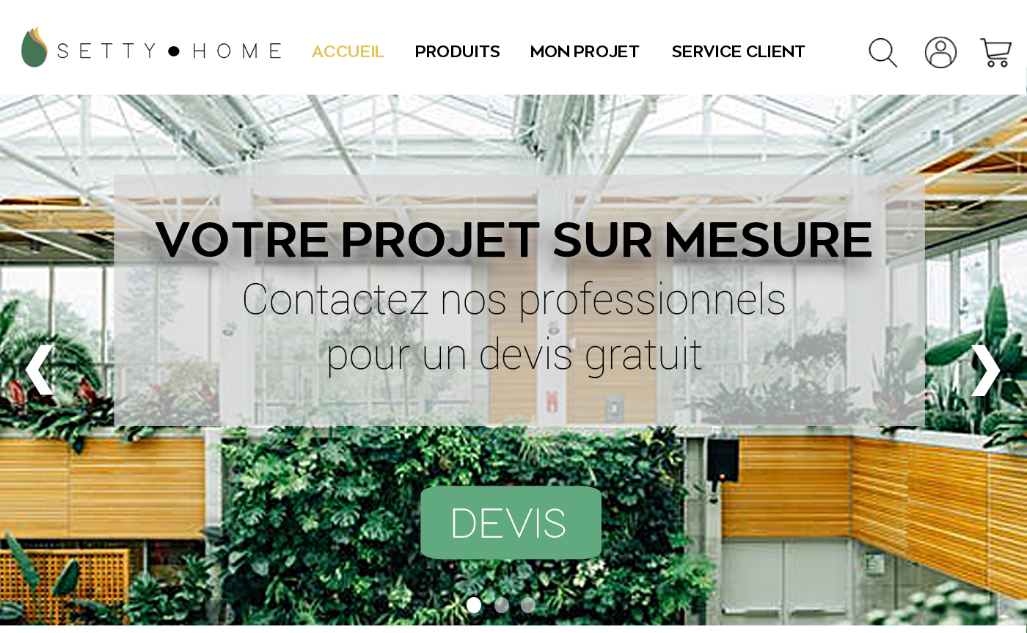 SETTY●HOME
ACCUEIL
PRODUITS
MON PROJET
SERVICE CLIENT
VOTRE PROJET SUR MESURE
Contactez nos professionnels
pour un devis gratuit
DEVIS